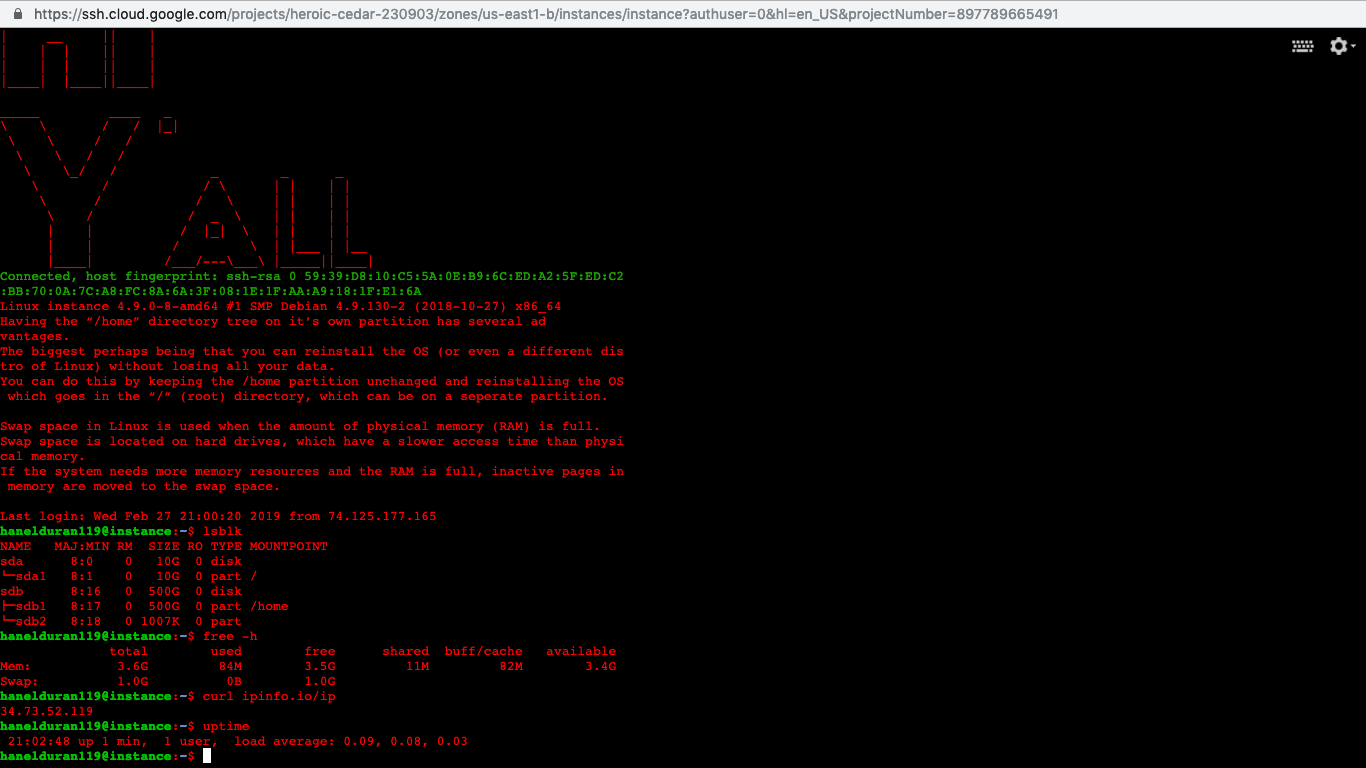 https://ssh.cloud.google.com/projects/heroic-cedar-230903/zones/us-east1-b/instances/instance?authuser=0&hl=en_US&projectNumber=897789665491
Y'ALL
Connected, host fingerprint: ssh-rsa 0 59:39:D8:10:C5:5A:0E:B9:6C:ED:A2:5F:ED:C2
:BB:70:0A:7C:A8:FC:8A:6A:3F:08:1E:1F:AA:A9:18:1F:E1:6A
Linux instance 4.9.0-8-amd64 #1 SMP Debian 4.9.130-2 (2018-10-27) x86_64
Having the “/home” directory tree on it’s own partition has several ad
vantages.
The biggest perhaps being that you can reinstall the OS (or even a different dis
tro of Linux) without losing all your data.
You can do this by keeping the /home partition unchanged and reinstalling the OS
 which goes in the “/” (root) directory, which can be on a seperate partition.
Swap space in Linux is used when the amount of physical memory (RAM) is full.
Swap space is located on hard drives, which have a slower access time than physi
cal memory.
If the system needs more memory resources and the RAM is full, inactive pages in
 memory are moved to the swap space.
Last login: Wed Feb 27 21:00:20 2019 from 74.125.177.165
hanelduran119@instance:~$ lsblk
NAME   MAJ:MIN RM  SIZE RO TYPE MOUNTPOINT
sda      8:0    0   10G  0 disk
└─sda1   8:1    0   10G  0 part /
sdb      8:16   0  500G  0 disk
├─sdb1   8:17   0  500G  0 part /home
└─sdb2   8:18   0 1007K  0 part
hanelduran119@instance:~$ free -h
              total        used        free      shared  buff/cache   available
Mem:           3.6G         84M        3.5G         11M         82M        3.4G
Swap:          1.0G          0B        1.0G
hanelduran119@instance:~$ curl ipinfo.io/ip
34.73.52.119
hanelduran119@instance:~$ uptime
 21:02:48 up 1 min,  1 user,  load average: 0.09, 0.08, 0.03
hanelduran119@instance:~$